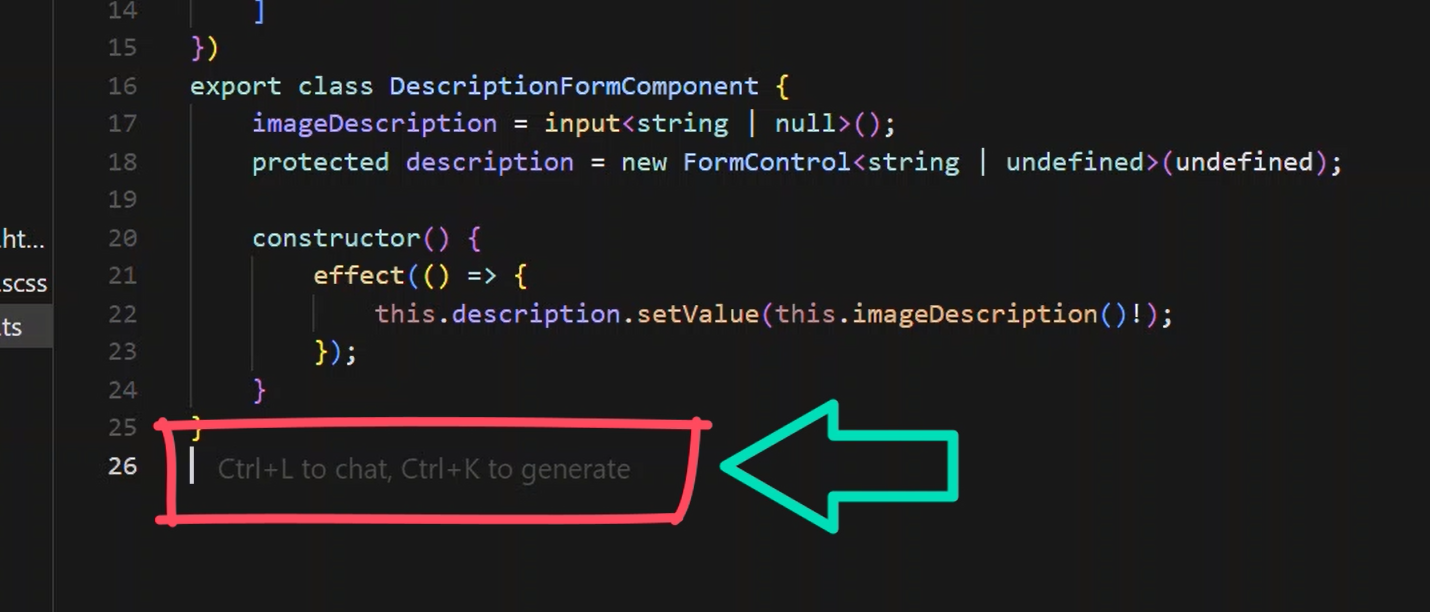 14 ]
15 })
16 export class DescriptionFormComponent {
17 imageDescription = input<string | null>();
18 protected description = new FormControl<string | undefined>(undefined);
19
.ht... 20 constructor() {
.scss 21 effect(() => {
.ts 22 this.description.setValue(this.imageDescription()!);
23 });
24 }
25 }
26 Ctrl+L to chat, Ctrl+K to generate